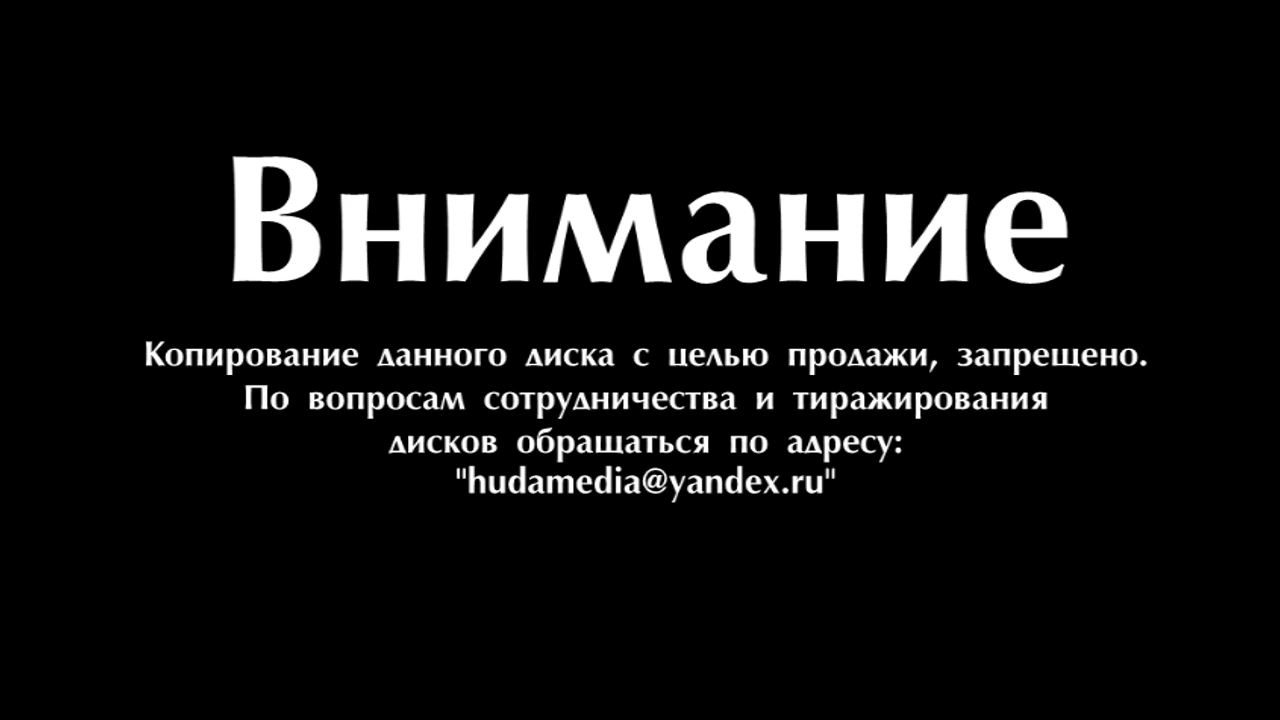 Внимание
Копирование данного диска с целью продажи, запрещено.
По вопросам сотрудничества и тиражирования
дисков обращаться по адресу:
"hudamedia@yandex.ru"